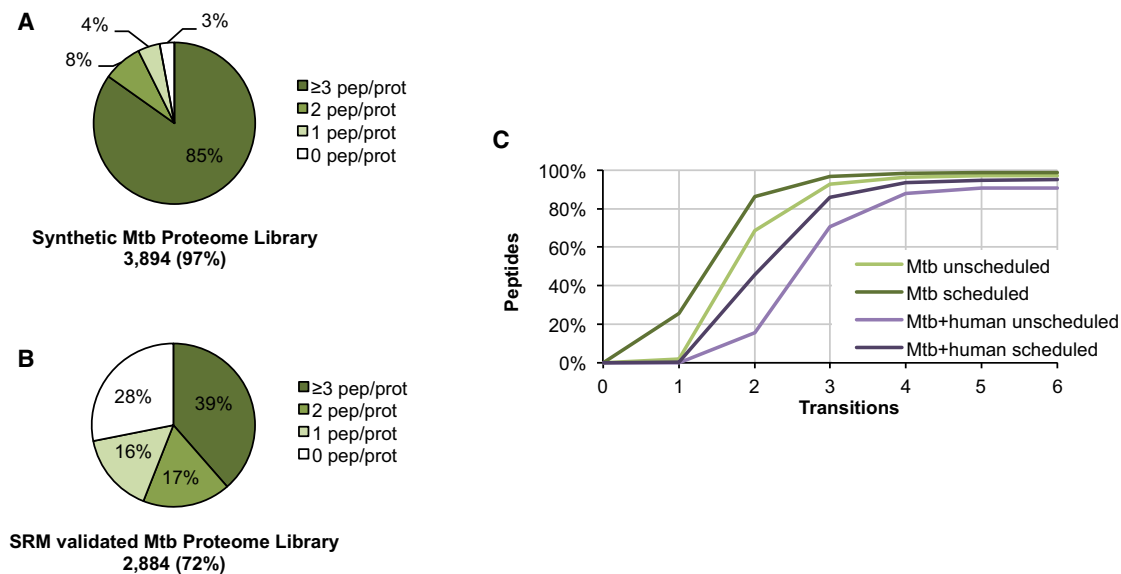 A
4%
3%
8%
85%
≥3 pep/prot
2 pep/prot
1 pep/prot
0 pep/prot
Synthetic Mtb Proteome Library
3,894 (97%)
B
28%
39%
16%
17%
≥3 pep/prot
2 pep/prot
1 pep/prot
0 pep/prot
SRM validated Mtb Proteome Library
2,884 (72%)
C
Peptides
100%
80%
60%
40%
20%
0%
Mtb unscheduled
Mtb scheduled
Mtb+human unscheduled
Mtb+human scheduled
0 1 2 3 4 5 6
Transitions